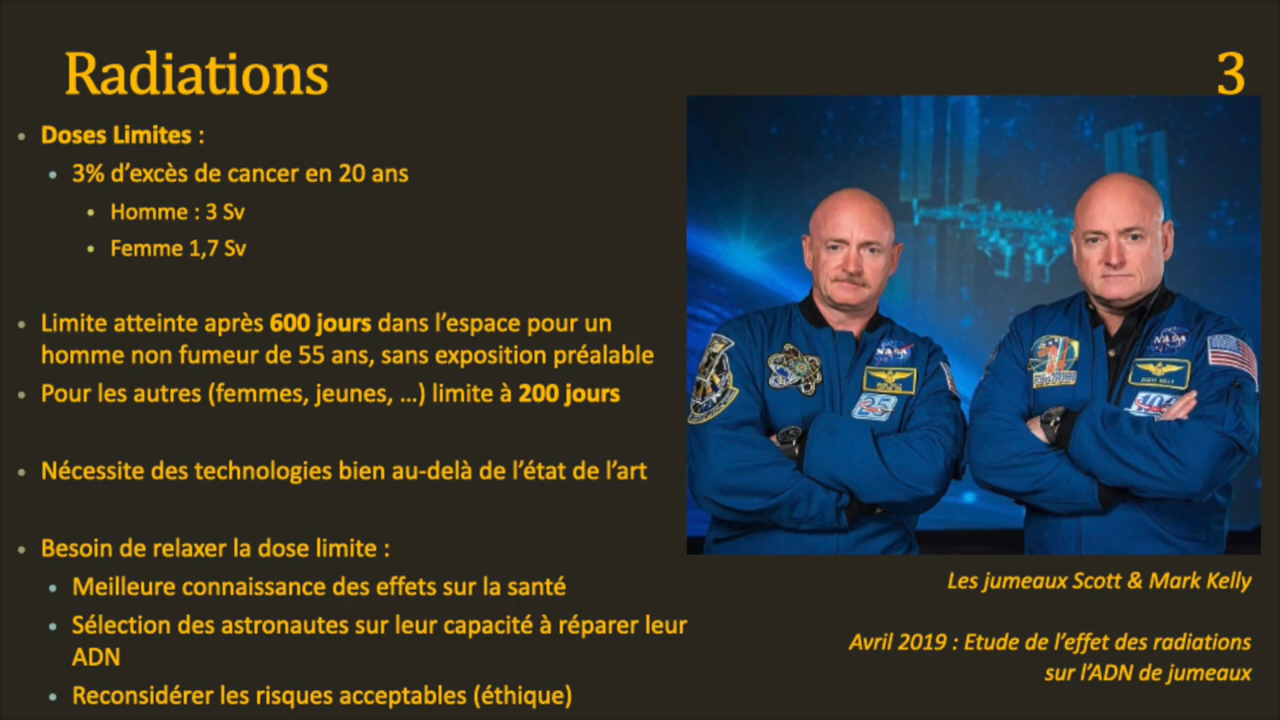 Radiations
3
• Doses Limites :
• 3% d’excès de cancer en 20 ans
• Homme : 3 Sv
• Femme 1,7 Sv
• Limite atteinte après 600 jours dans l’espace pour un
homme non fumeur de 55 ans, sans exposition préalable
• Pour les autres (femmes, jeunes, …) limite à 200 jours
• Nécessite des technologies bien au-delà de l’état de l’art
• Besoin de relaxer la dose limite :
• Meilleure connaissance des effets sur la santé
• Sélection des astronautes sur leur capacité à réparer leur
ADN
• Reconsidérer les risques acceptables (éthique)
NASA
NASA
SCOTT KELLY
Les jumeaux Scott & Mark Kelly
Avril 2019 : Etude de l’effet des radiations
sur l’ADN de jumeaux